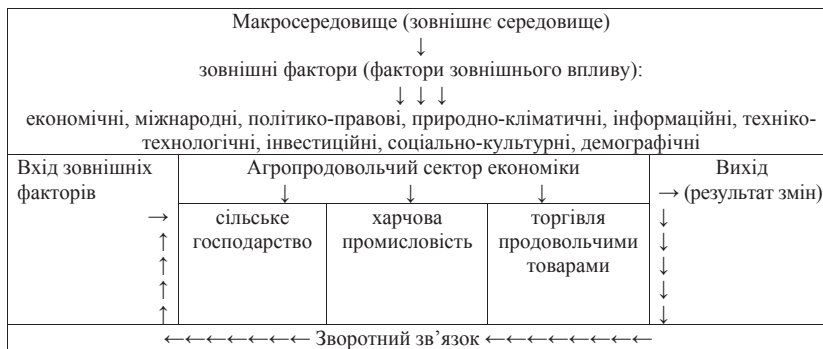 Макросередовище (зовнішнє середовище)
↓
зовнішні фактори (фактори зовнішнього впливу):
↓ ↓ ↓
економічні, міжнародні, політико-правові, природно-кліматичні, інформаційні, техніко-
технологічні, інвестиційні, соціально-культурні, демографічні
Вхід зовнішніх
факторів
→
↑
↑
↑
↑
Агропродовольчий сектор економіки
↓ ↓ ↓
сільське
господарство
харчова
промисловість
торгівля
продовольчими
товарами
Вихід
→ (результат змін)
↓
↓
↓
↓
↓
←←←←←←← Зворотний зв’язок ←←←←←←←